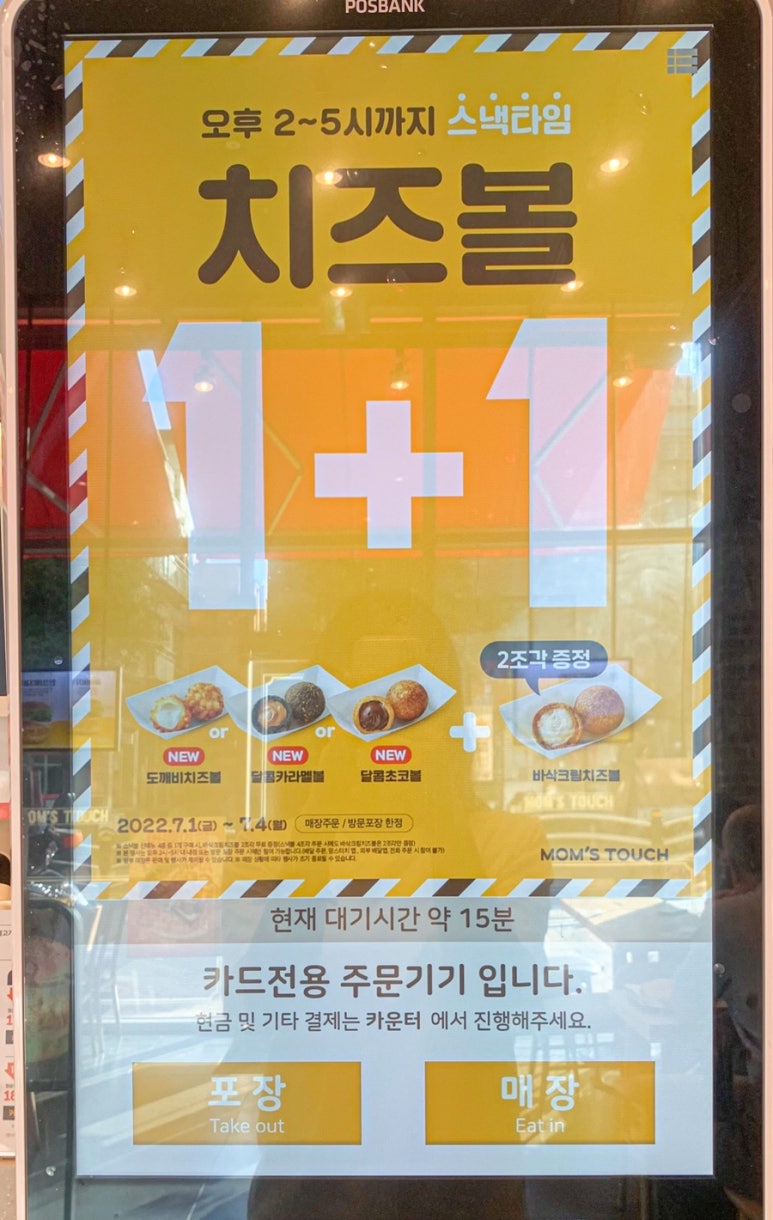 POSBANK
오후 2~5시까지 스낵타임
치즈볼
1+1
2조각 증정
or or +
NEW NEW NEW
도깨비치즈볼 달콤카라멜볼 달콤초코볼 바삭크림치즈볼
2022.7.1(금) ~ 7.4(월) 매장주문 / 방문포장 한정
MOM'S TOUCH
현재 대기시간 약 15분
카드전용 주문기기 입니다.
현금 및 기타 결제는 카운터 에서 진행해주세요.
포장 매장
Take out Eat in